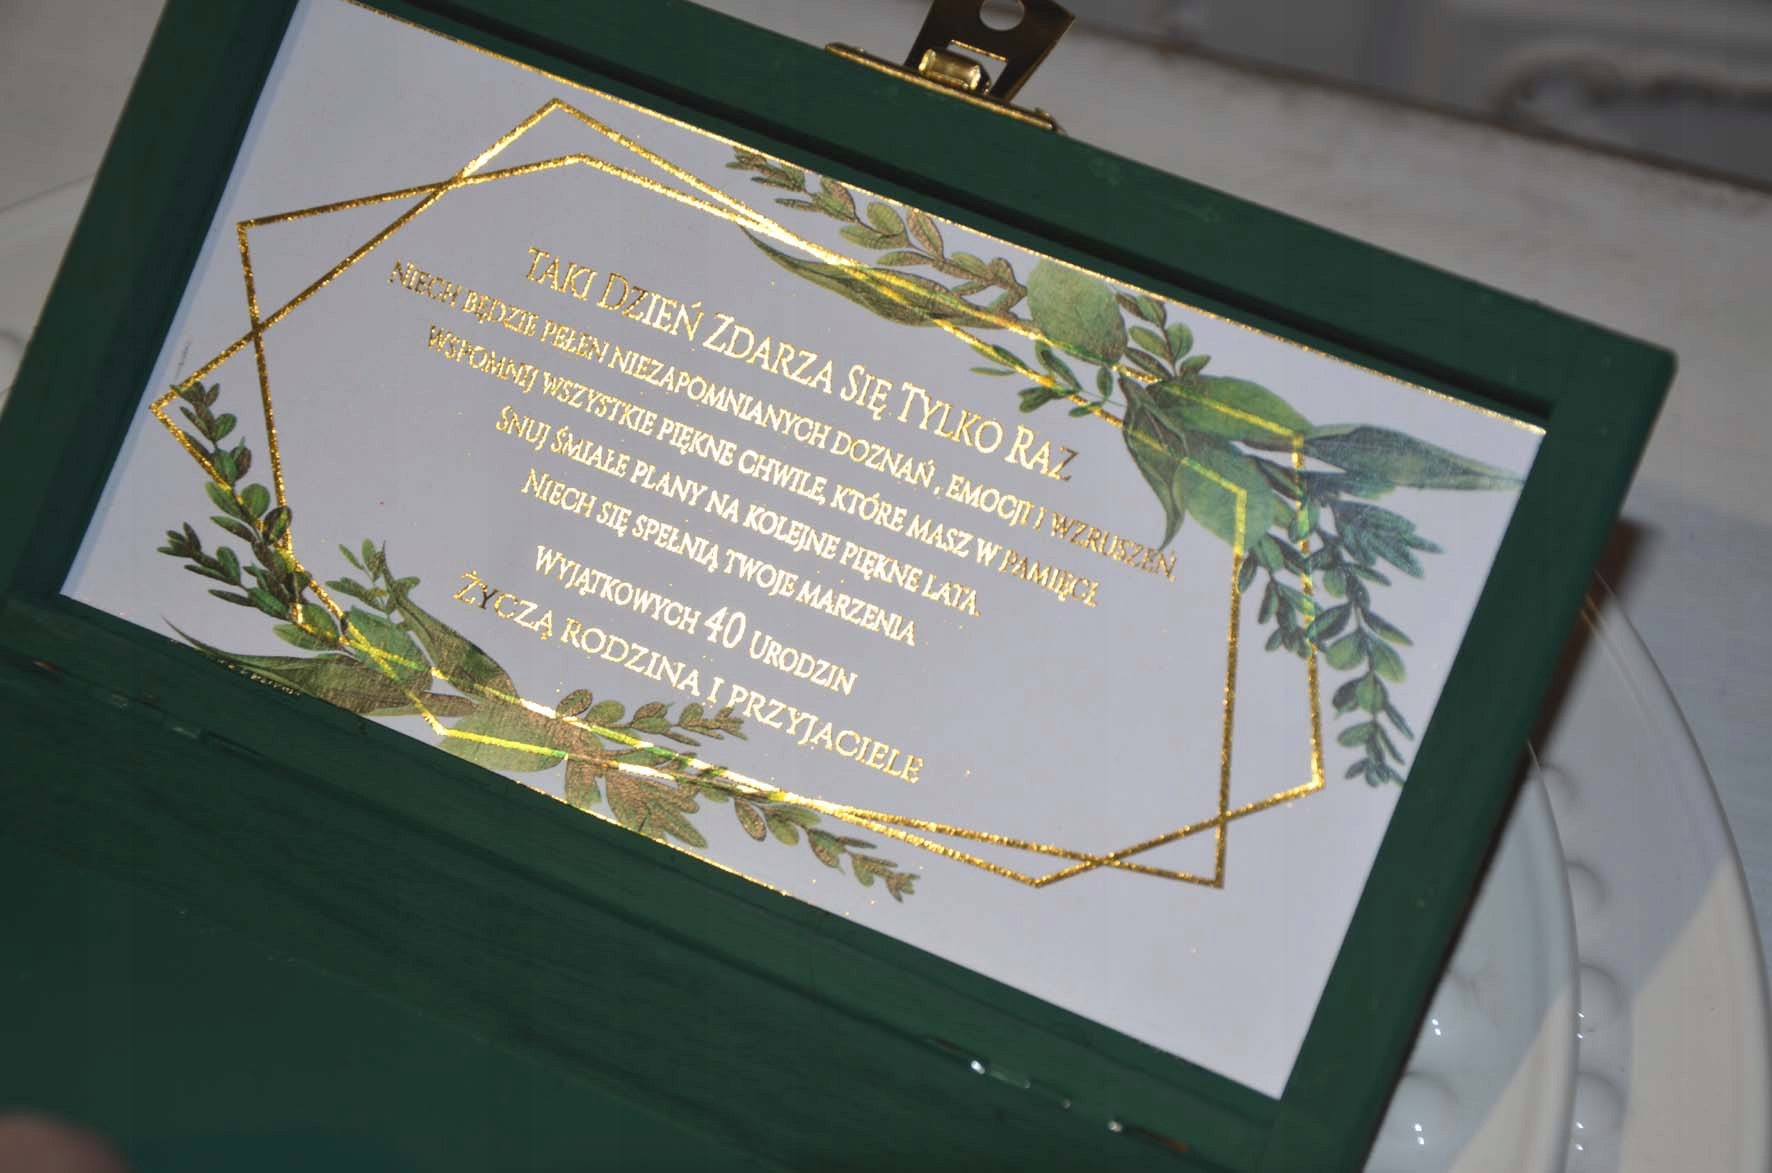 TAKI DZIEŃ ZDARZA SIĘ TYLKO RAZ
NIECH BĘDZIE PEŁEN NIEZAPOMNIANYCH DOZNAŃ , EMOCJI I WZRUSZEŃ.
WSPOMNIJ WSZYSTKIE PIĘKNE CHWILE, KTÓRE MASZ W PAMIĘCI.
SNUJ ŚMIAŁE PLANY NA KOLEJNE PIĘKNE LATA.
NIECH SIĘ SPEŁNIĄ TWOJE MARZENIA
WYJĄTKOWYCH 40 URODZIN
ŻYCZĄ RODZINA I PRZYJACIELE